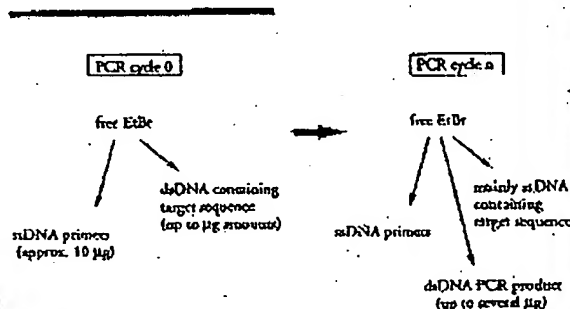 PCR cycle 0
free EtBr
dsDNA containing
target sequence
(up to µg amounts)
ssDNA primers
(approx. 10 µg)
PCR cycle n
free EtBr
mainly ssDNA
containing
target sequence
ssDNA primers
dsDNA PCR product
(up to several µg)